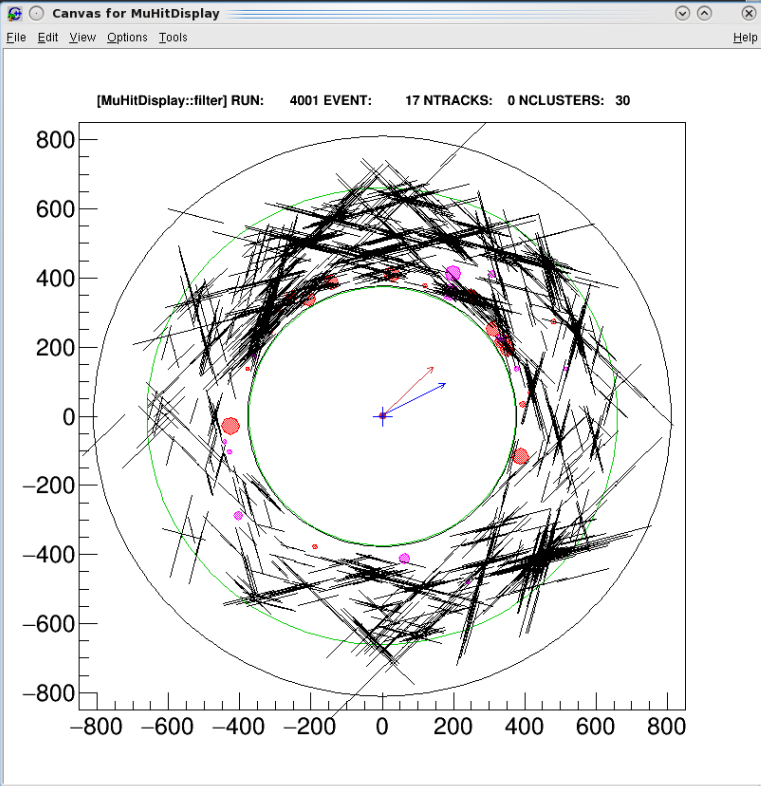 Canvas for MuHitDisplay
File Edit View Options Tools Help
[MuHitDisplay::filter] RUN: 4001 EVENT: 17 NTRACKS: 0 NCLUSTERS: 30
800
600
400
200
0
−200
−400
−600
−800
−800 −600 −400 −200 0 200 400 600 800